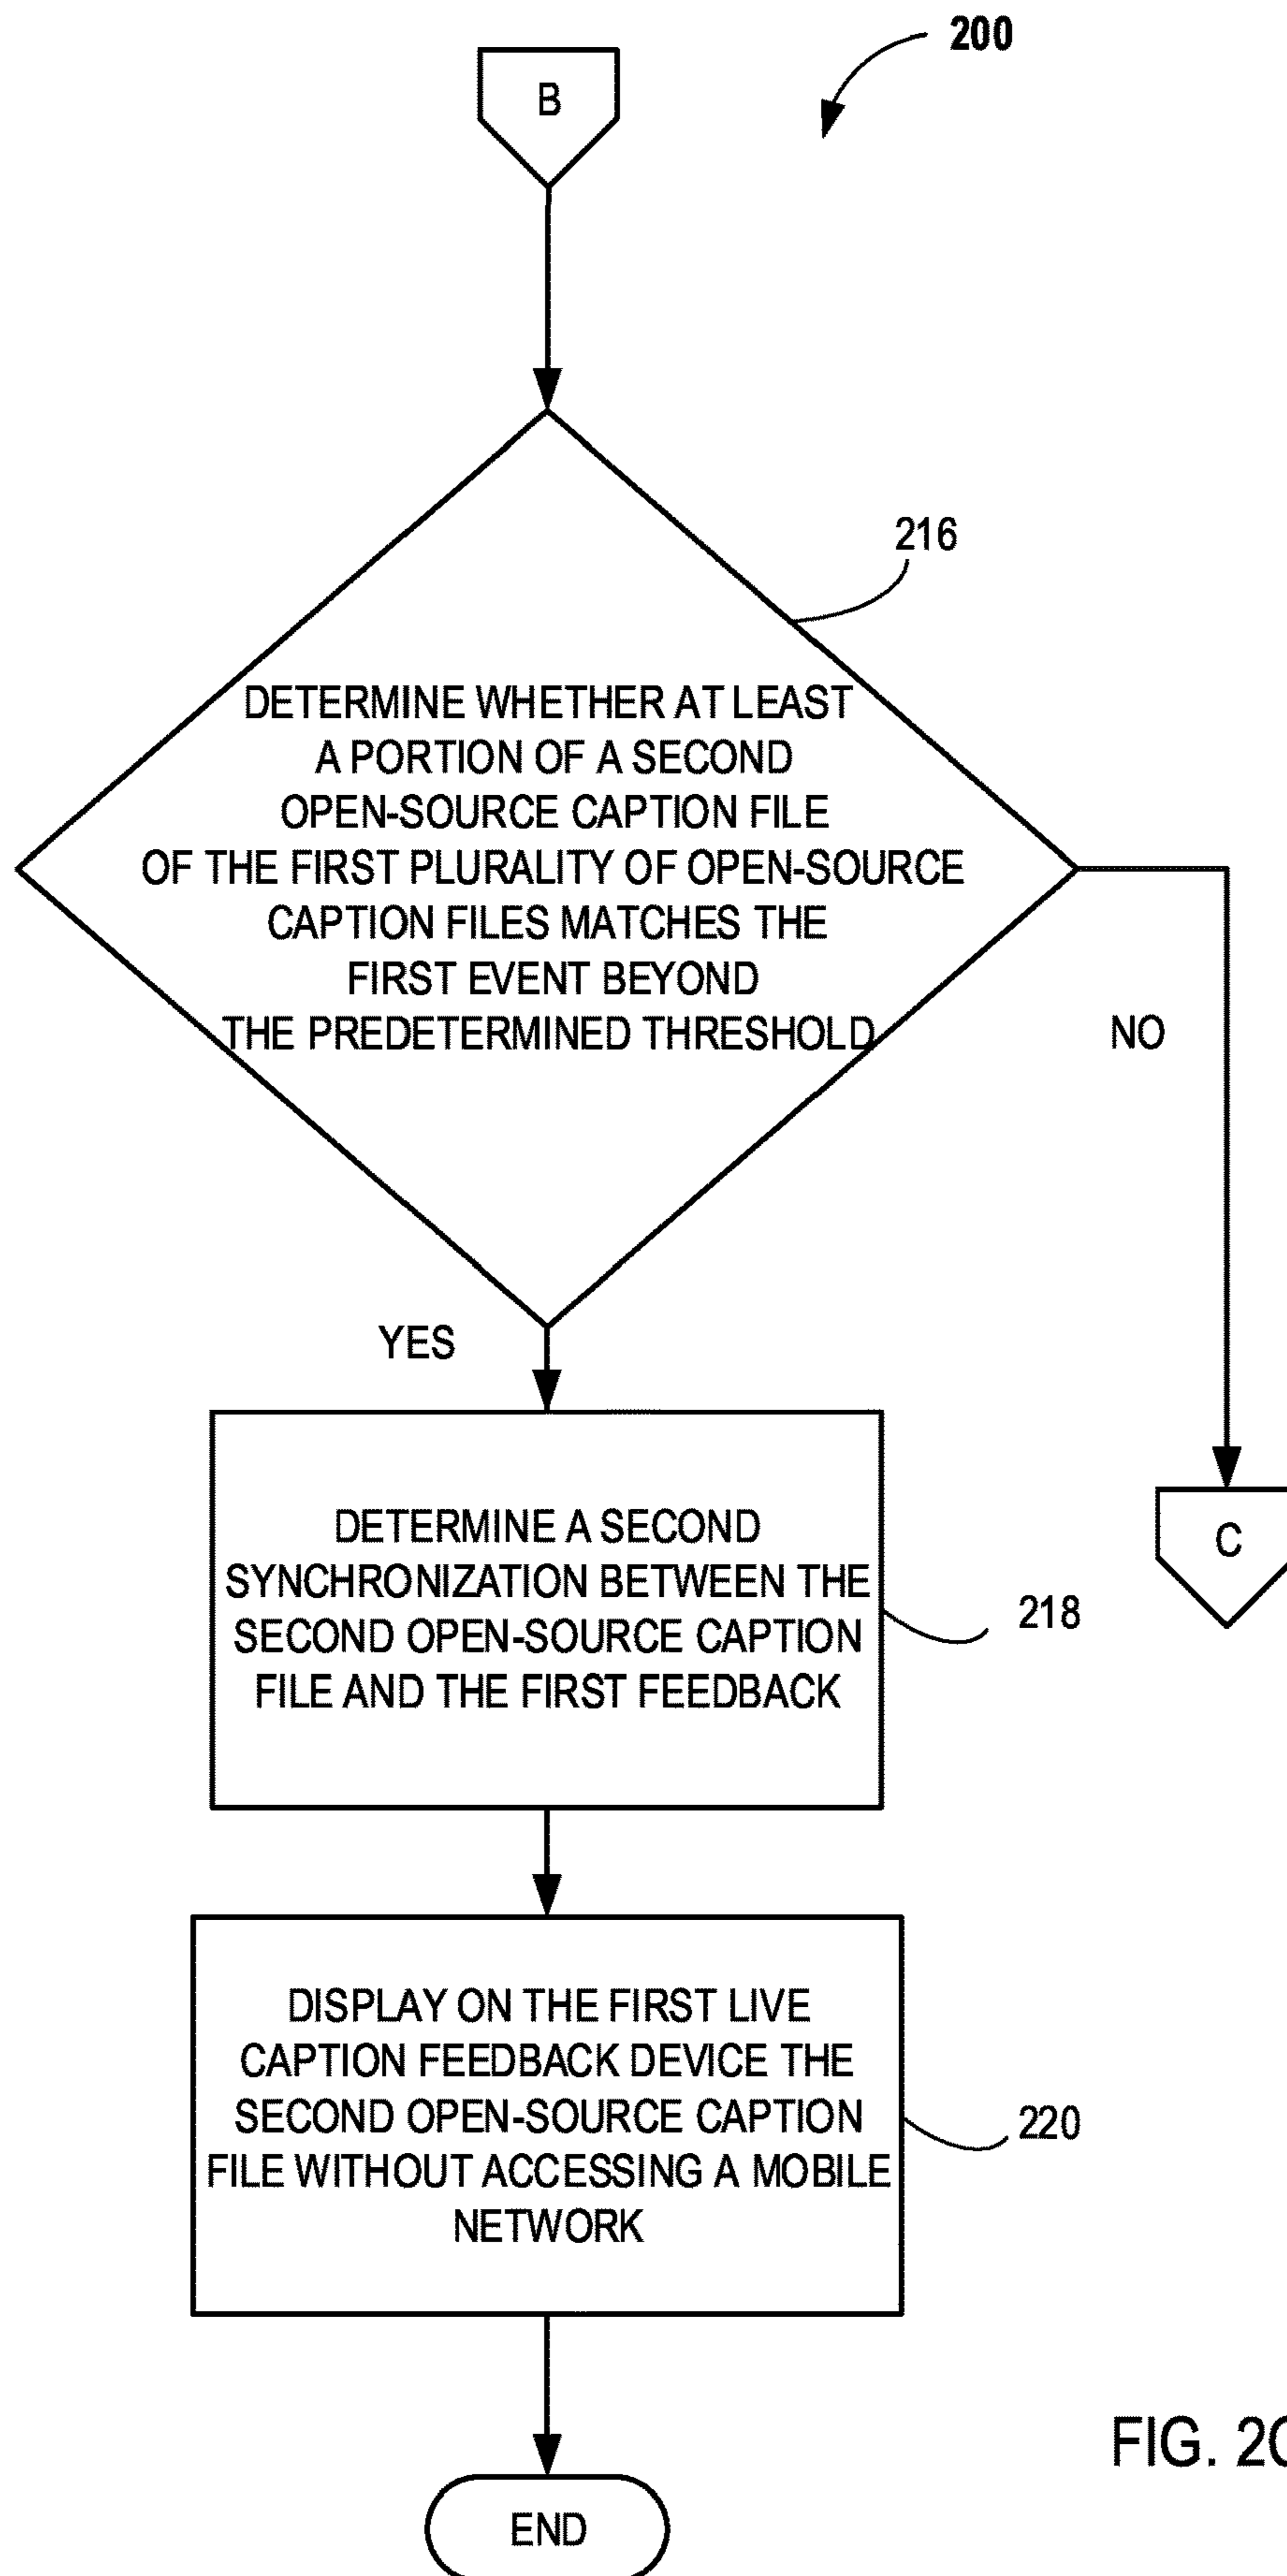 200
B
216
DETERMINE WHETHER AT LEAST
A PORTION OF A SECOND
OPEN-SOURCE CAPTION FILE
OF THE FIRST PLURALITY OF OPEN-SOURCE
CAPTION FILES MATCHES THE
FIRST EVENT BEYOND
THE PREDETERMINED THRESHOLD
NO
YES
DETERMINE A SECOND
SYNCHRONIZATION BETWEEN THE
SECOND OPEN-SOURCE CAPTION
FILE AND THE FIRST FEEDBACK
218
C
DISPLAY ON THE FIRST LIVE
CAPTION FEEDBACK DEVICE THE
SECOND OPEN-SOURCE CAPTION
FILE WITHOUT ACCESSING A MOBILE
NETWORK
220
FIG. 2C
END